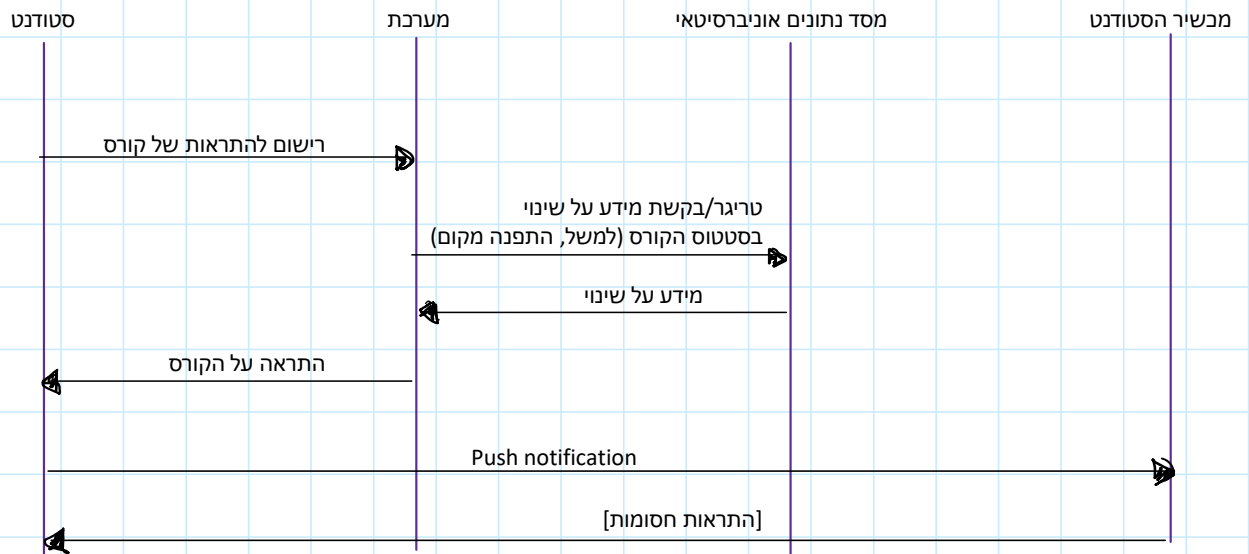 סטודנט
מערכת
מסד נתונים אוניברסיטאי
מכשיר הסטודנט
רישום להתראות של קורס
טריגר/בקשת מידע על שינוי
בסטטוס הקורס (למשל, התפנה מקום)
מידע על שינוי
התראה על הקורס
Push notification
[התראות חסומות]